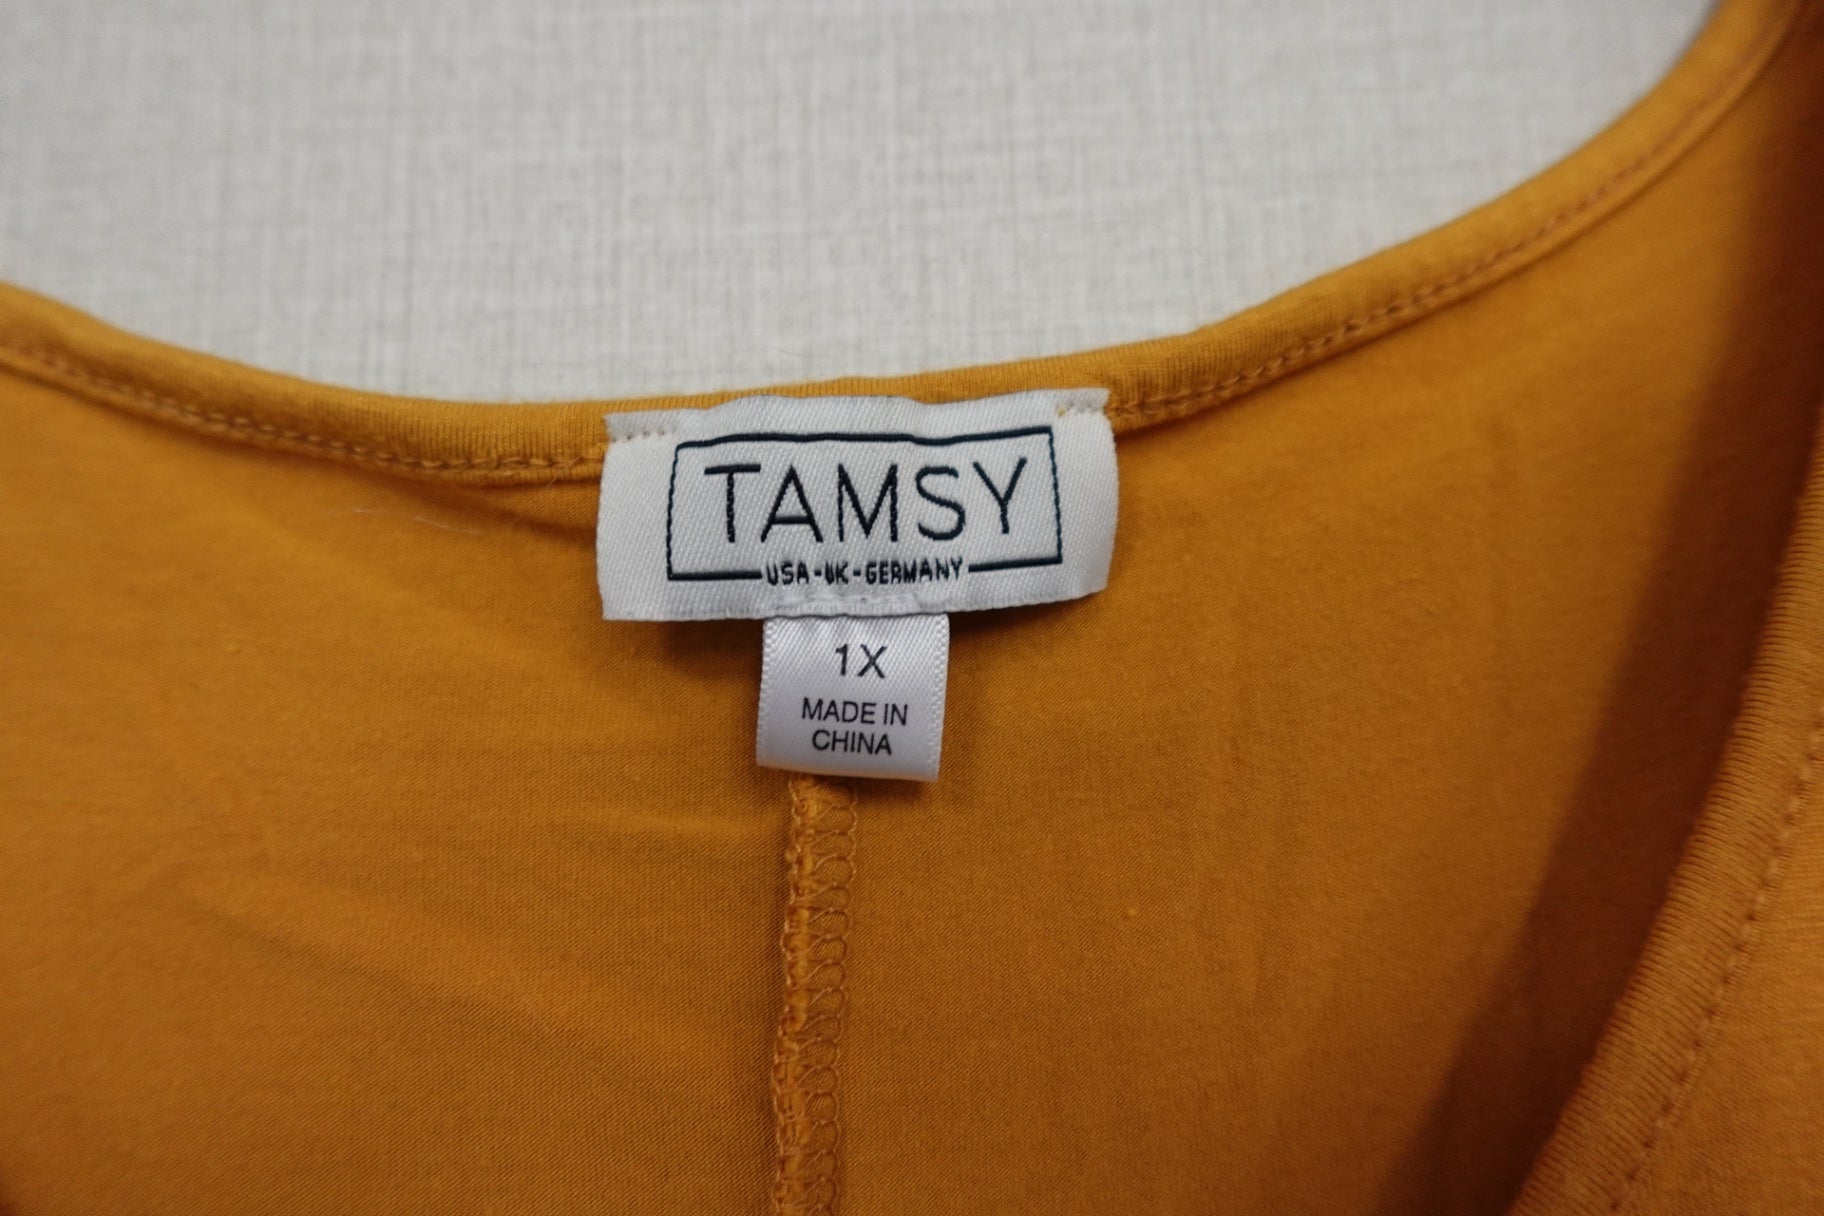 TAMSY
USA-UK-GERMANY
1X
MADE IN
CHINA